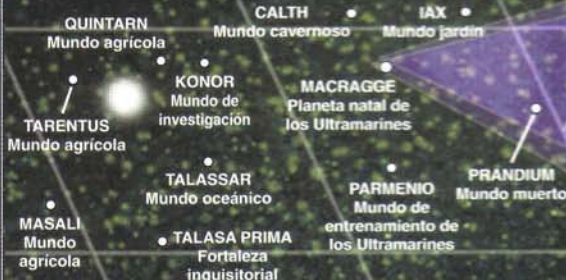 QUINTARN
Mundo agrícola
CALTH
Mundo cavernoso
IAX
Mundo jardín
KONOR
Mundo de
investigación
MACRAGGE
Planeta natal de
los Ultramarines
TARENTUS
Mundo agrícola
TALASSAR
Mundo oceánico
PARMENIO
Mundo de
entrenamiento de
los Ultramarines
PRANDIUM
Mundo muerto
MASALI
Mundo
agrícola
TALASA PRIMA
Fortaleza
inquisitorial